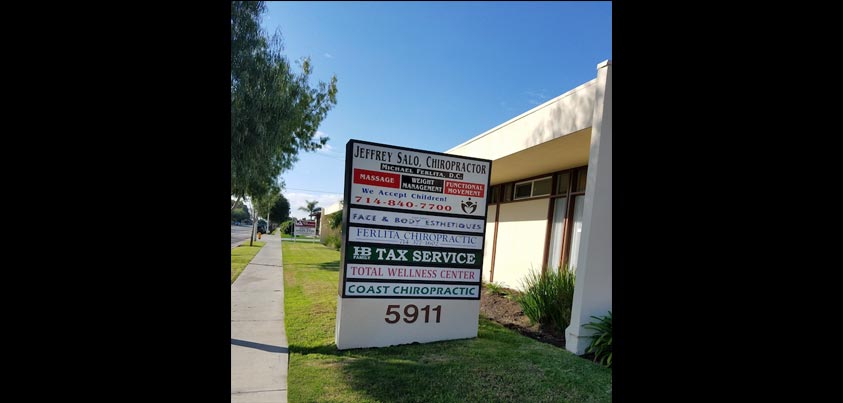 JEFFREY SALO, CHIROPRACTOR
MICHAEL FERLITA, D.C.
MASSAGE WEIGHT MANAGEMENT FUNCTIONAL MOVEMENT
We Accept Children!
714-840-7700
FACE & BODY ESTHETIQUES
FERLITA CHIROPRACTIC
HB FAMILY TAX SERVICE
TOTAL WELLNESS CENTER
COAST CHIROPRACTIC
5911